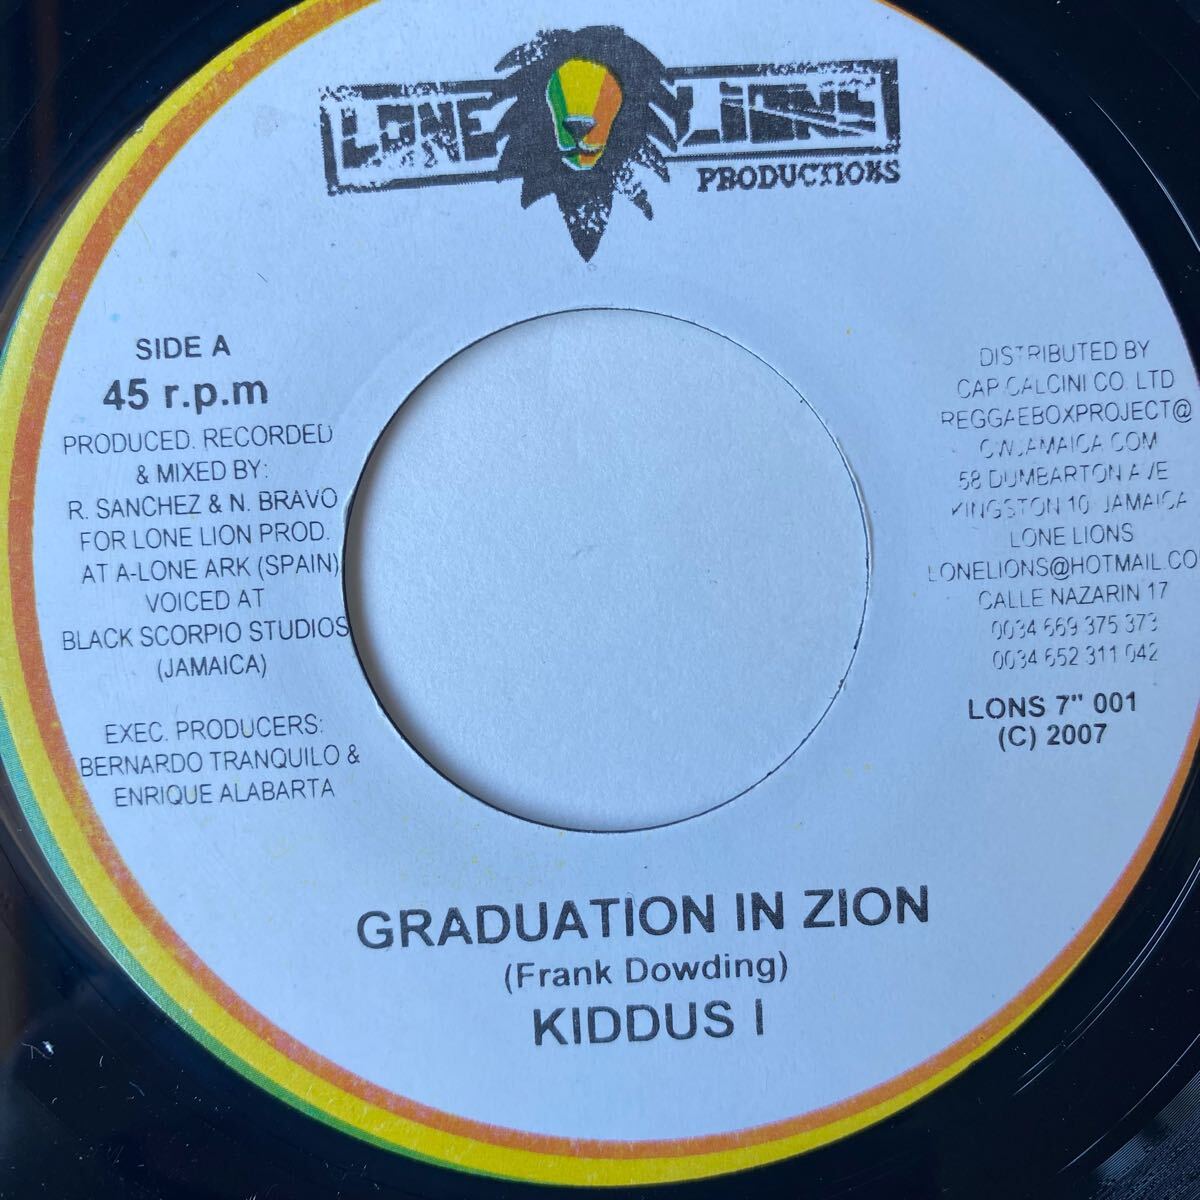 LONE LIONS
PRODUCTIONS
SIDE A
45 r.p.m
PRODUCED. RECORDED
& MIXED BY:
R. SANCHEZ & N. BRAVO
FOR LONE LION PROD.
AT A-LONE ARK (SPAIN)
VOICED AT
BLACK SCORPIO STUDIOS
(JAMAICA)
EXEC. PRODUCERS:
BERNARDO TRANQUILO &
ENRIQUE ALABARTA
DISTRIBUTED BY
CAP CALCINI CO. LTD
REGGAEBOXPROJECT@
CWJAMAICA.COM
58 DUMBARTON AVE
KINGSTON 10 JAMAICA
LONE LIONS
LONELIONS@HOTMAIL.CO
CALLE NAZARIN 17
0034 669 375 373
0034 652 311 042
LONS 7" 001
(C) 2007
GRADUATION IN ZION
(Frank Dowding)
KIDDUS I